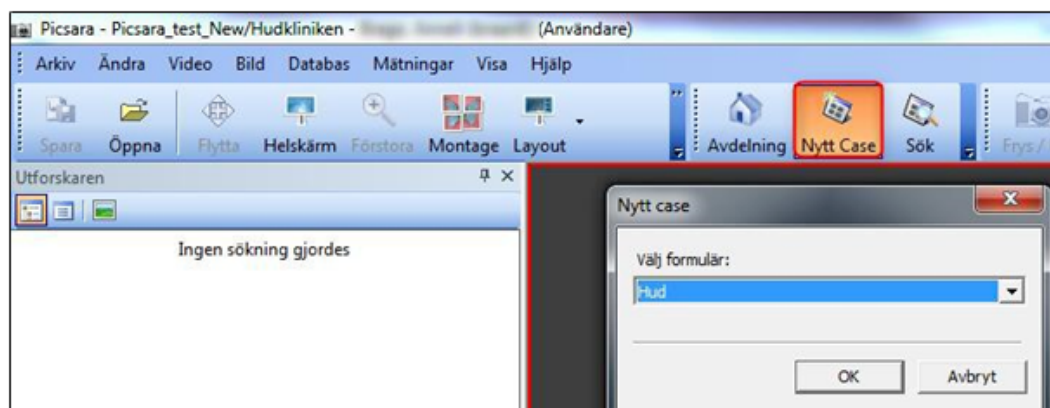 Picsara - Picsara_test_New/Hudkliniken - (Användare)
Arkiv Ändra Video Bild Databas Mätningar Visa Hjälp
Spara Öppna Flytta Helskärm Förstora Montage Layout Avdelning Nytt Case Sök Frys /
Utforskaren
Nytt case
Ingen sökning gjordes
Välj formulär:
Hud
OK Avbryt